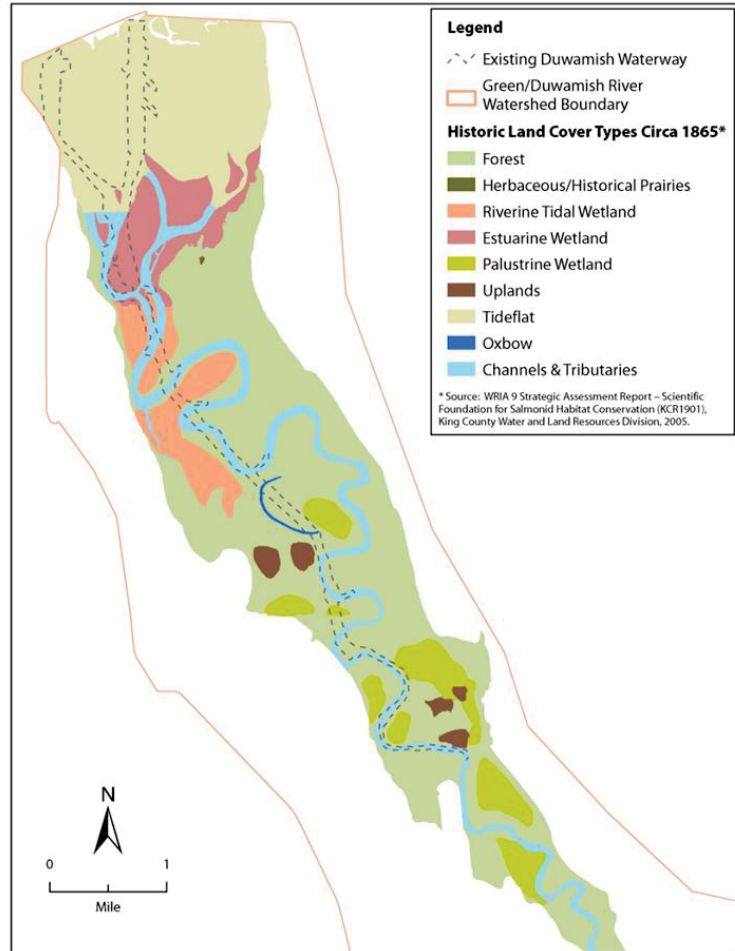 Legend
Existing Duwamish Waterway
Green/Duwamish River
Watershed Boundary
Historic Land Cover Types Circa 1865*
Forest
Herbaceous/Historical Prairies
Riverine Tidal Wetland
Estuarine Wetland
Palustrine Wetland
Uplands
Tideflat
Oxbow
Channels & Tributaries
* Source: WRIA 9 Strategic Assessment Report – Scientific
Foundation for Salmonid Habitat Conservation (KCR1901),
King County Water and Land Resources Division, 2005.
N
0 1
Mile